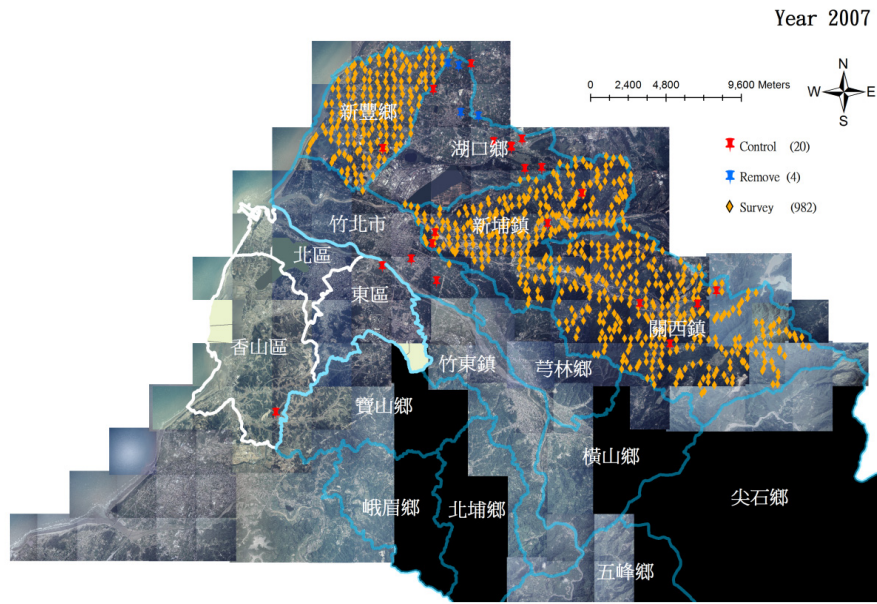 Year 2007
N
W E
S
0 2,400 4,800 9,600 Meters
Control (20)
Remove (4)
Survey (982)
新豐鄉
湖口鄉
竹北市
新埔鎮
北區
東區
關西鎮
香山區
竹東鎮
芎林鄉
寶山鄉
橫山鄉
峨眉鄉
北埔鄉
尖石鄉
五峰鄉